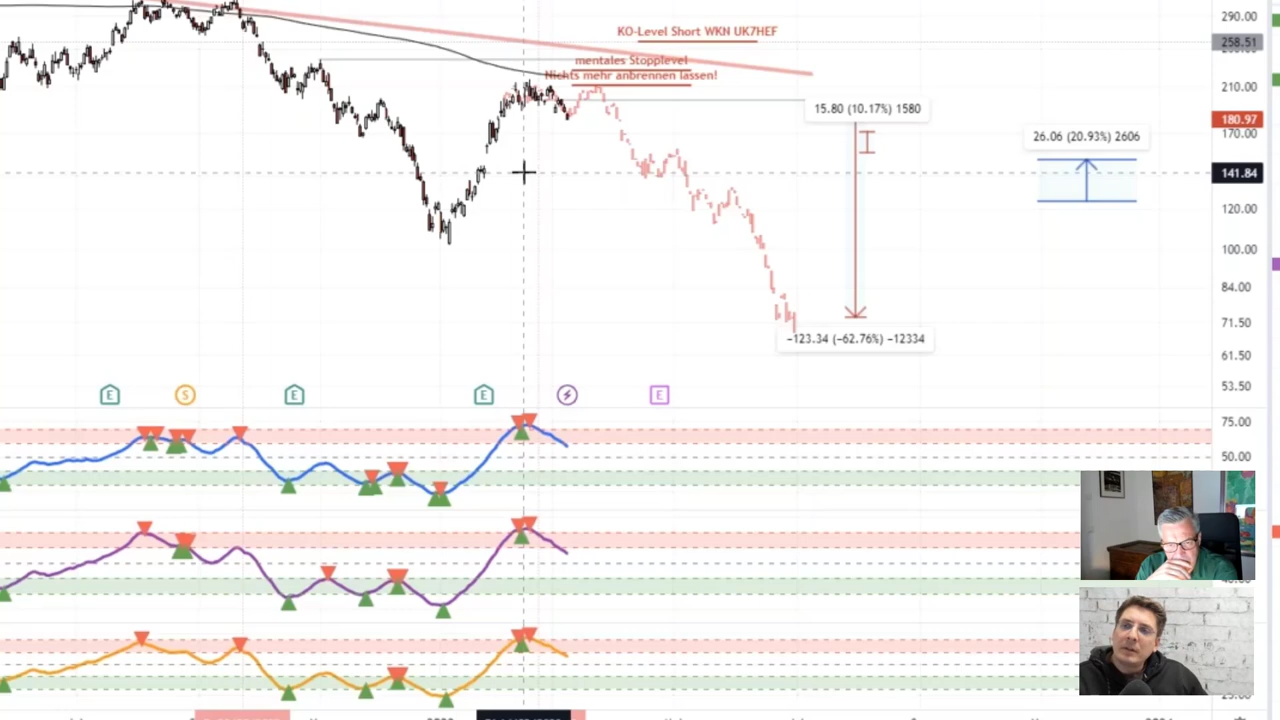 290.00
KO-Level Short WKN UK7HEF
258.51
mentales Stopplevel
Nichts mehr anbrennen lassen!
210.00
15.80 (10.17%) 1580
180.97
170.00
26.06 (20.93%) 2606
141.84
120.00
100.00
84.00
71.50
−123.34 (−62.76%) −12334
61.50
53.50
E
S
E
E
E
75.00
50.00